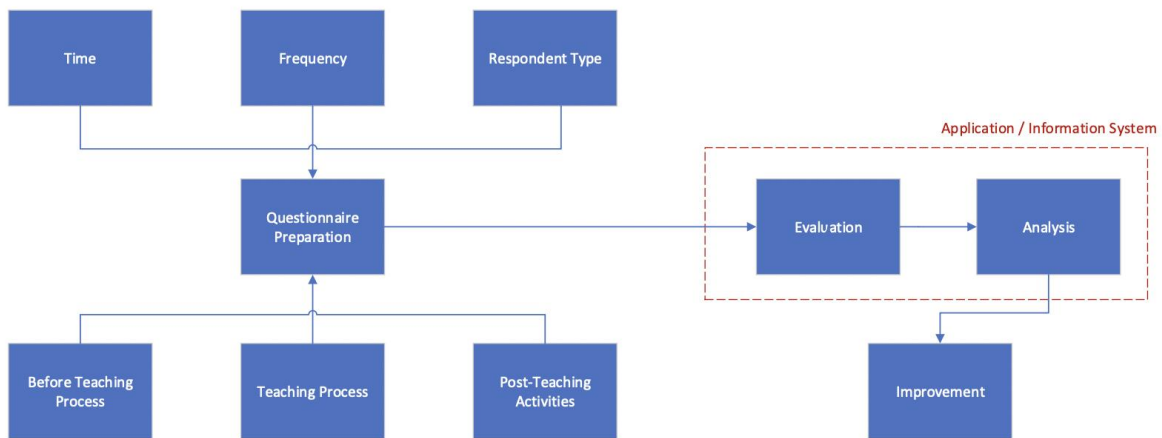 Time
Frequency
Respondent Type
Application / Information System
Questionnaire
Preparation
Evaluation
Analysis
Before Teaching
Process
Teaching Process
Post-Teaching
Activities
Improvement